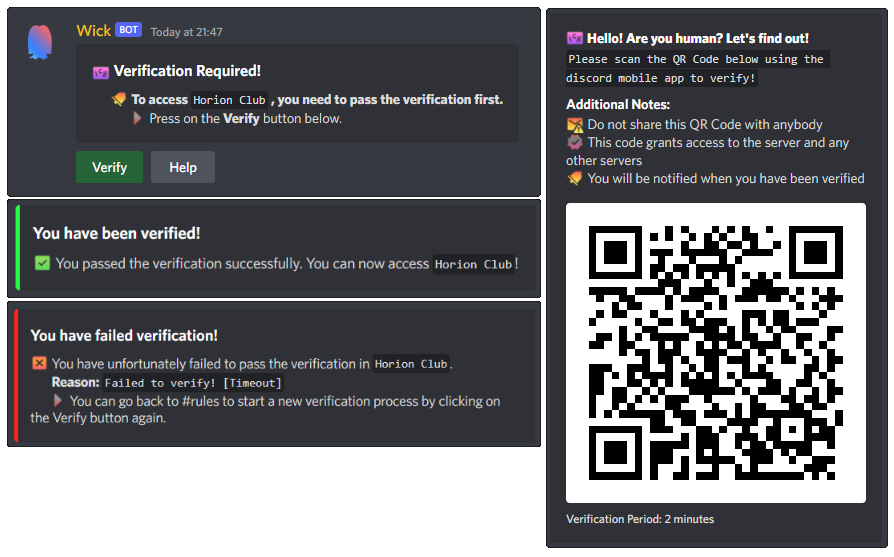 Wick BOT Today at 21:47
Verification Required!
To access Horion Club , you need to pass the verification first.
Press on the Verify button below.
Verify Help
You have been verified!
You passed the verification successfully. You can now access Horion Club!
You have failed verification!
You have unfortunately failed to pass the verification in Horion Club.
Reason: Failed to verify! [Timeout]
You can go back to #rules to start a new verification process by clicking on
the Verify button again.
Hello! Are you human? Let's find out!
Please scan the QR Code below using the
discord mobile app to verify!
Additional Notes:
Do not share this QR Code with anybody
This code grants access to the server and any
other servers
You will be notified when you have been verified
Verification Period: 2 minutes